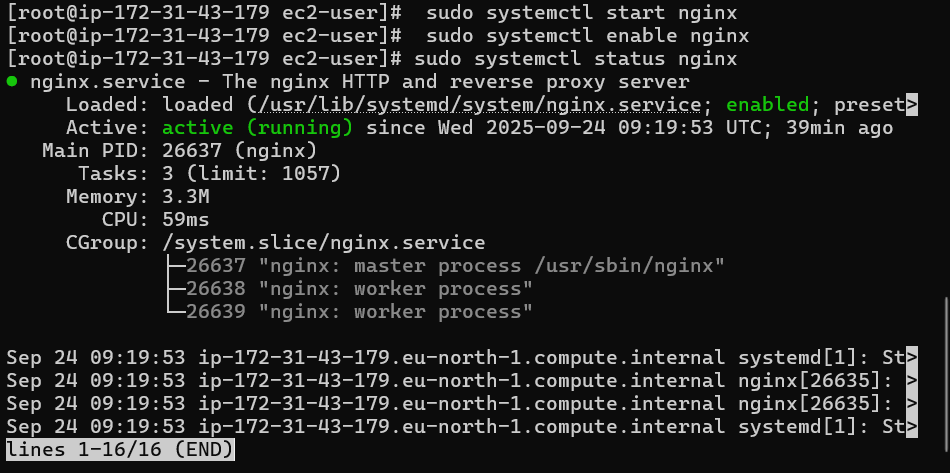 [root@ip-172-31-43-179 ec2-user]#  sudo systemctl start nginx
[root@ip-172-31-43-179 ec2-user]#  sudo systemctl enable nginx
[root@ip-172-31-43-179 ec2-user]# sudo systemctl status nginx
● nginx.service - The nginx HTTP and reverse proxy server
     Loaded: loaded (/usr/lib/systemd/system/nginx.service; enabled; preset>
     Active: active (running) since Wed 2025-09-24 09:19:53 UTC; 39min ago
   Main PID: 26637 (nginx)
      Tasks: 3 (limit: 1057)
     Memory: 3.3M
        CPU: 59ms
     CGroup: /system.slice/nginx.service
             ├─26637 "nginx: master process /usr/sbin/nginx"
             ├─26638 "nginx: worker process"
             └─26639 "nginx: worker process"

Sep 24 09:19:53 ip-172-31-43-179.eu-north-1.compute.internal systemd[1]: St>
Sep 24 09:19:53 ip-172-31-43-179.eu-north-1.compute.internal nginx[26635]: >
Sep 24 09:19:53 ip-172-31-43-179.eu-north-1.compute.internal nginx[26635]: >
Sep 24 09:19:53 ip-172-31-43-179.eu-north-1.compute.internal systemd[1]: St>
lines 1-16/16 (END)